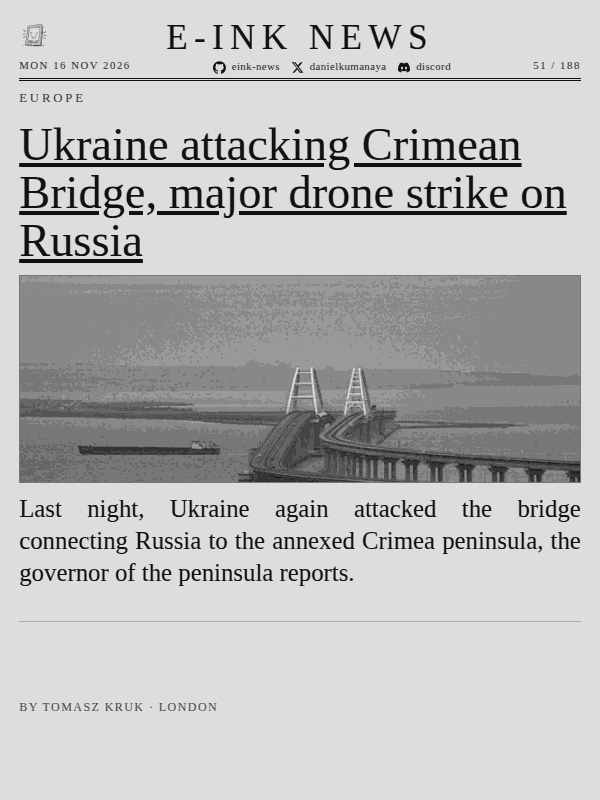 E-INK NEWS
MON 16 NOV 2026
eink-news danielkumanaya discord
51 / 188
EUROPE
Ukraine attacking Crimean
Bridge, major drone strike on
Russia
Last night, Ukraine again attacked the bridge
connecting Russia to the annexed Crimea peninsula, the
governor of the peninsula reports.
BY TOMASZ KRUK · LONDON